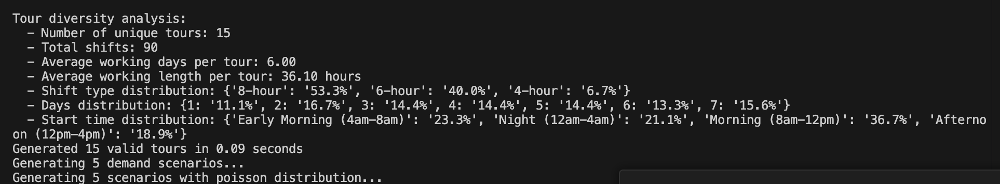 Tour diversity analysis:
  - Number of unique tours: 15
  - Total shifts: 90
  - Average working days per tour: 6.00
  - Average working length per tour: 36.10 hours
  - Shift type distribution: {'8-hour': '53.3%', '6-hour': '40.0%', '4-hour': '6.7%'}
  - Days distribution: {1: '11.1%', 2: '16.7%', 3: '14.4%', 4: '14.4%', 5: '14.4%', 6: '13.3%', 7: '15.6%'}
  - Start time distribution: {'Early Morning (4am-8am)': '23.3%', 'Night (12am-4am)': '21.1%', 'Morning (8am-12pm)': '36.7%', 'Afterno
on (12pm-4pm)': '18.9%'}
Generated 15 valid tours in 0.09 seconds
Generating 5 demand scenarios...
Generating 5 scenarios with poisson distribution...